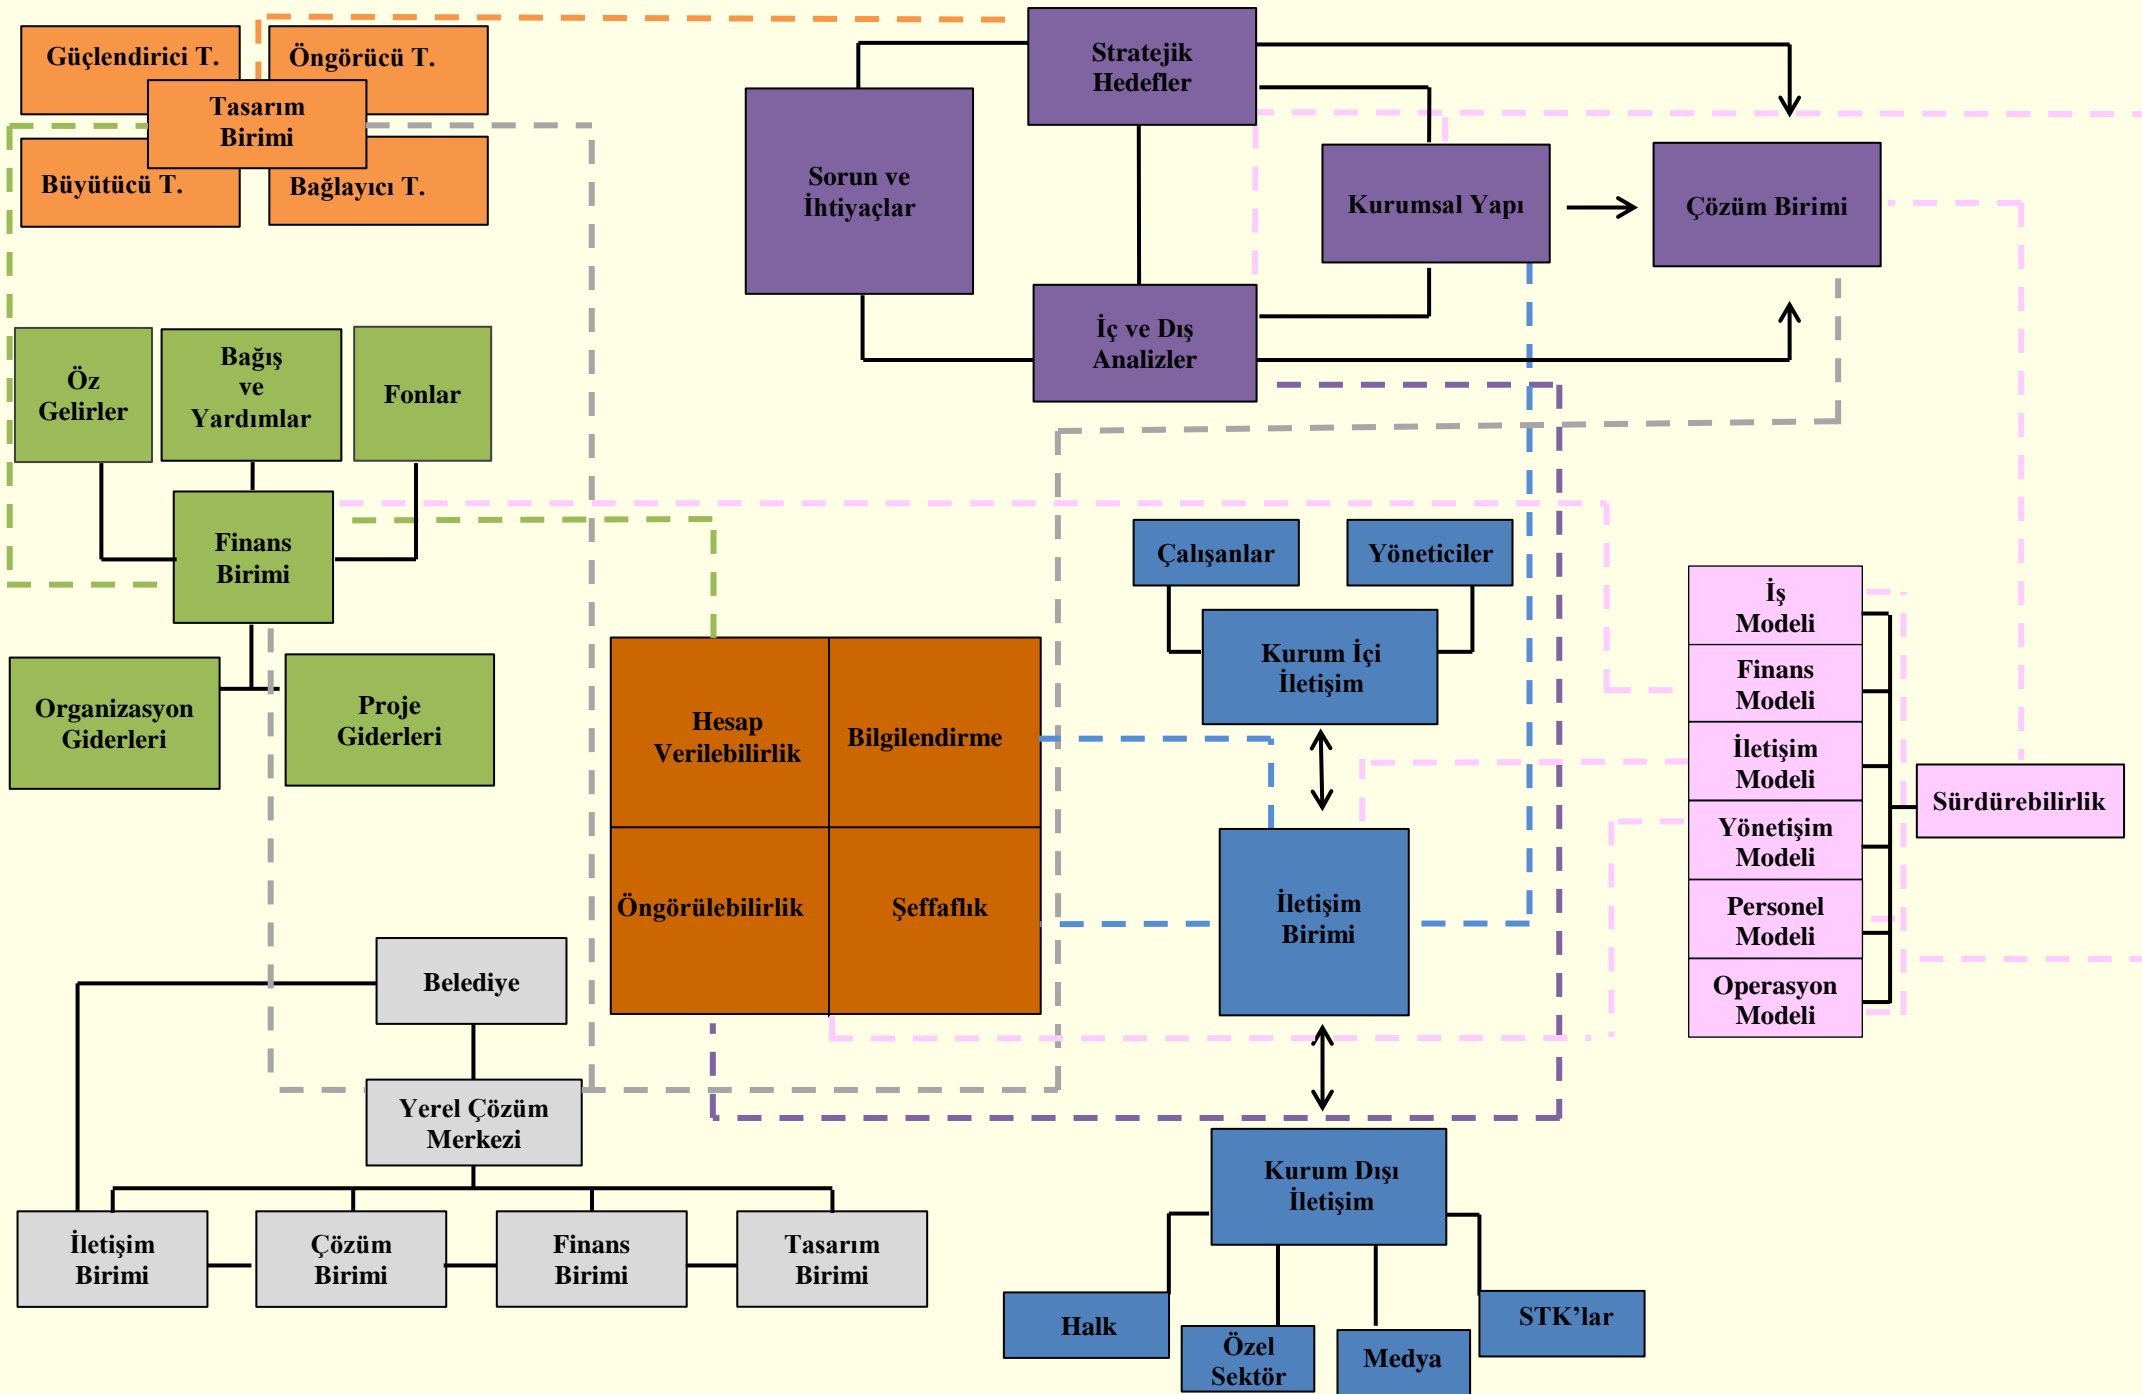 Güçlendirici T.
Öngörücü T.
Tasarım
Birimi
Büyütücü T.
Bağlayıcı T.
Stratejik
Hedefler
Sorun ve
İhtiyaçlar
Kurumsal Yapı
Çözüm Birimi
İç ve Dış
Analizler
Öz
Gelirler
Bağış
ve
Yardımlar
Fonlar
Finans
Birimi
Organizasyon
Giderleri
Proje
Giderleri
Hesap
Verilebilirlik
Bilgilendirme
Öngörülebilirlik
Şeffaflık
Çalışanlar
Yöneticiler
Kurum İçi
İletişim
İletişim
Birimi
Kurum Dışı
İletişim
Halk
Özel
Sektör
Medya
STK’lar
İş
Modeli
Finans
Modeli
İletişim
Modeli
Yönetişim
Modeli
Personel
Modeli
Operasyon
Modeli
Sürdürebilirlik
Belediye
Yerel Çözüm
Merkezi
İletişim
Birimi
Çözüm
Birimi
Finans
Birimi
Tasarım
Birimi